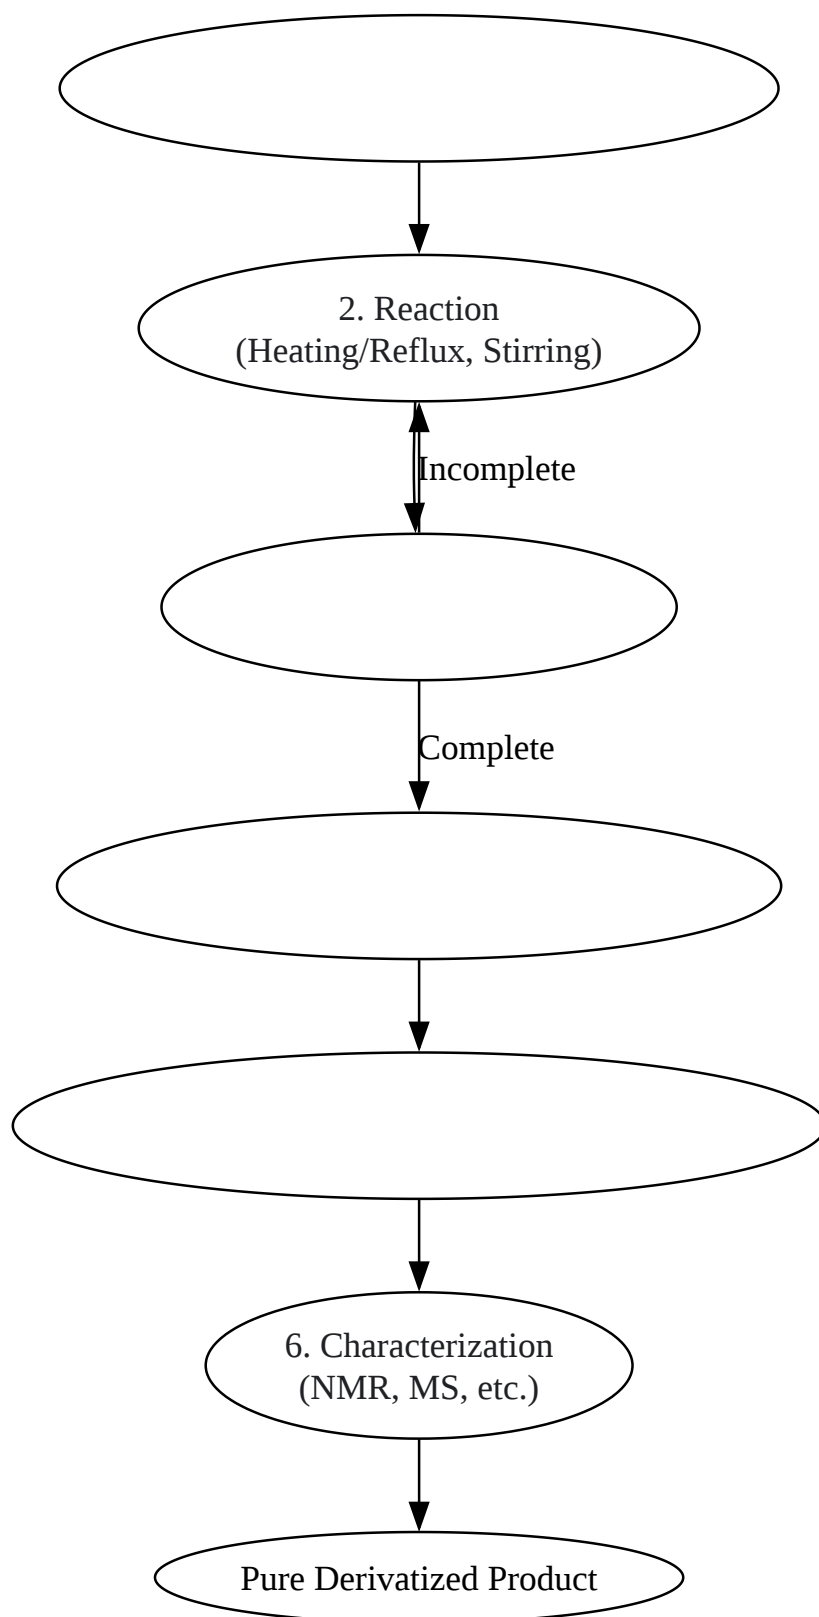 2. Reaction
(Heating/Reflux, Stirring)
Incomplete
Complete
6. Characterization
(NMR, MS, etc.)
Pure Derivatized Product